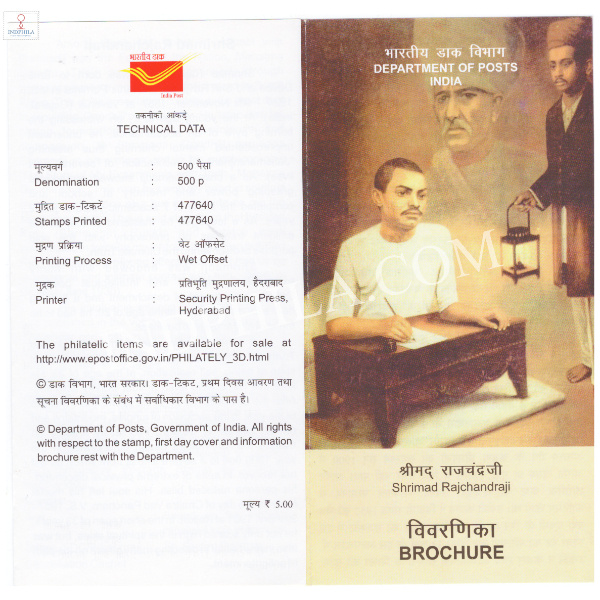 INDPHILA
भारतीय डाक
India Post
तकनीकी आंकड़े
TECHNICAL DATA
मूल्यवर्ग : 500 पैसा
Denomination : 500 p
मुद्रित डाक-टिकटें : 477640
Stamps Printed : 477640
मुद्रण प्रक्रिया : वेट ऑफसेट
Printing Process : Wet Offset
मुद्रक : प्रतिभूति मुद्रणालय, हैदराबाद
Printer : Security Printing Press,
Hyderabad
The philatelic items are available for sale at
http://www.epostoffice.gov.in/PHILATELY_3D.html
© डाक विभाग, भारत सरकार। डाक-टिकट, प्रथम दिवस आवरण तथा
सूचना विवरणिका के संबंध में सर्वाधिकार विभाग के पास है।
© Department of Posts, Government of India. All rights
with respect to the stamp, first day cover and information
brochure rest with the Department.
मूल्य ₹ 5.00
भारतीय डाक विभाग
DEPARTMENT OF POSTS
INDIA
श्रीमद् राजचंद्रजी
Shrimad Rajchandraji
विवरणिका
BROCHURE
INDPHILA.COM